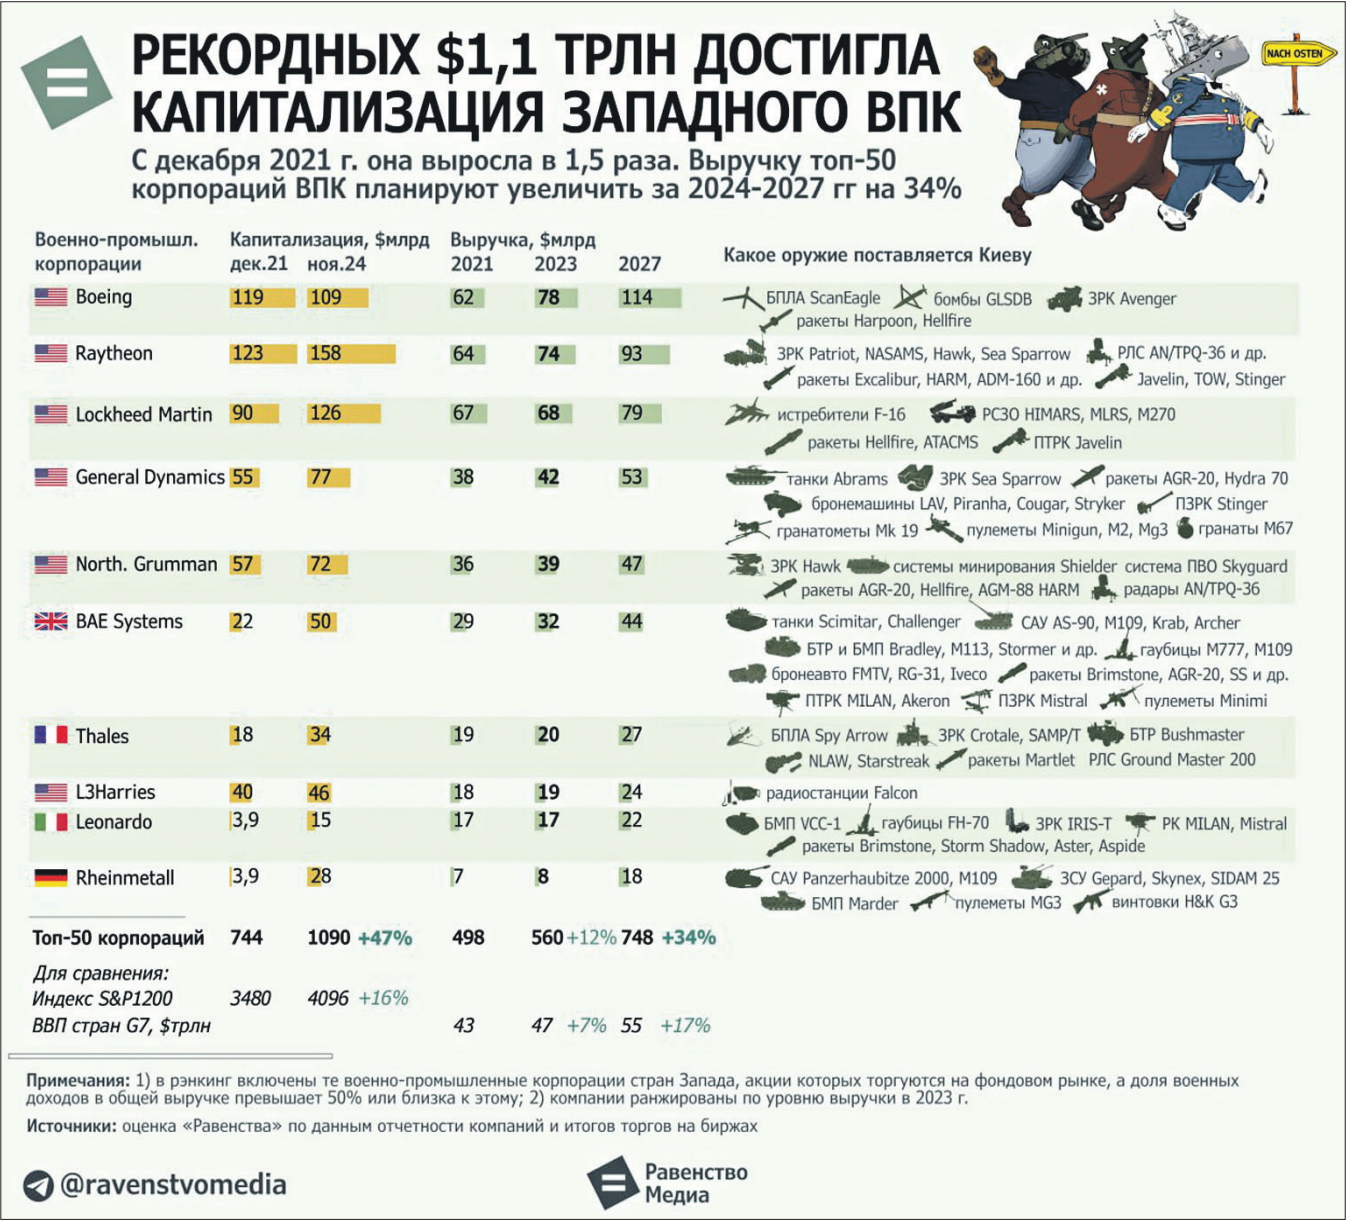 РЕКОРДНЫХ $1,1 ТРЛН ДОСТИГЛА
КАПИТАЛИЗАЦИЯ ЗАПАДНОГО ВПК
NACH OSTEN
С декабря 2021 г. она выросла в 1,5 раза. Выручку топ-50
корпораций ВПК планируют увеличить за 2024-2027 гг на 34%
Военно-промышл. корпорации
Капитализация, $млрд
дек.21 ноя.24
Выручка, $млрд
2021 2023 2027
Какое оружие поставляется Киеву
Boeing 119 109 62 78 114 БПЛА ScanEagle бомбы GLSDB ЗРК Avenger
ракеты Harpoon, Hellfire
Raytheon 123 158 64 74 93 ЗРК Patriot, NASAMS, Hawk, Sea Sparrow РЛС AN/TPQ-36 и др.
ракеты Excalibur, HARM, ADM-160 и др. Javelin, TOW, Stinger
Lockheed Martin 90 126 67 68 79 истребители F-16 РСЗО HIMARS, MLRS, M270
ракеты Hellfire, ATACMS ПТРК Javelin
General Dynamics 55 77 38 42 53 танки Abrams ЗРК Sea Sparrow ракеты AGR-20, Hydra 70
бронемашины LAV, Piranha, Cougar, Stryker ПЗРК Stinger
гранатометы Mk 19 пулеметы Minigun, M2, Mg3 гранаты M67
North. Grumman 57 72 36 39 47 ЗРК Hawk системы минирования Shielder система ПВО Skyguard
ракеты AGR-20, Hellfire, AGM-88 HARM радары AN/TPQ-36
BAE Systems 22 50 29 32 44 танки Scimitar, Challenger САУ AS-90, M109, Krab, Archer
БТР и БМП Bradley, M113, Stormer и др. гаубицы M777, M109
бронеавто FMTV, RG-31, Iveco ракеты Brimstone, AGR-20, SS и др.
ПТРК MILAN, Akeron ПЗРК Mistral пулеметы Minimi
Thales 18 34 19 20 27 БПЛА Spy Arrow ЗРК Crotale, SAMP/T БТР Bushmaster
NLAW, Starstreak ракеты Martlet РЛС Ground Master 200
L3Harries 40 46 18 19 24 радиостанции Falcon
Leonardo 3,9 15 17 17 22 БМП VCC-1 гаубицы FH-70 ЗРК IRIS-T РК MILAN, Mistral
ракеты Brimstone, Storm Shadow, Aster, Aspide
Rheinmetall 3,9 28 7 8 18 САУ Panzerhaubitze 2000, M109 ЗСУ Gepard, Skynex, SIDAM 25
БМП Marder пулеметы MG3 винтовки H&K G3
Топ-50 корпораций 744 1090 +47% 498 560 +12% 748 +34%
Для сравнения:
Индекс S&P1200 3480 4096 +16%
ВВП стран G7, $трлн 43 47 +7% 55 +17%
Примечания: 1) в рэнкинг включены те военно-промышленные корпорации стран Запада, акции которых торгуются на фондовом рынке, а доля военных
доходов в общей выручке превышает 50% или близка к этому; 2) компании ранжированы по уровню выручки в 2023 г.
Источники: оценка «Равенства» по данным отчетности компаний и итогов торгов на биржах
@ravenstvomedia
Равенство
Медиа